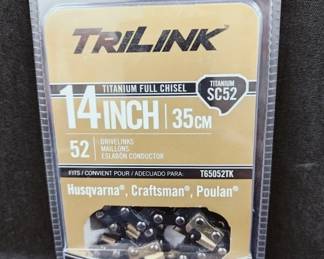 TRILINK
TITANIUM FULL CHISEL
TITANIUM
SC52
14 INCH | 35CM
52
DRIVELINKS
MAILLONS
ESLABÓN CONDUCTOR
FITS / CONVIENT POUR / ADECUADO PARA: T65052TK
Husqvarna®, Craftsman®, Poulan®